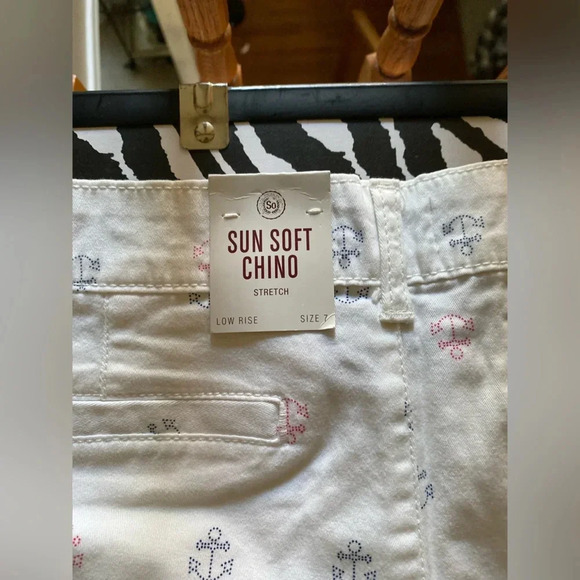 So
SUN SOFT
CHINO
STRETCH
LOW RISE SIZE 7